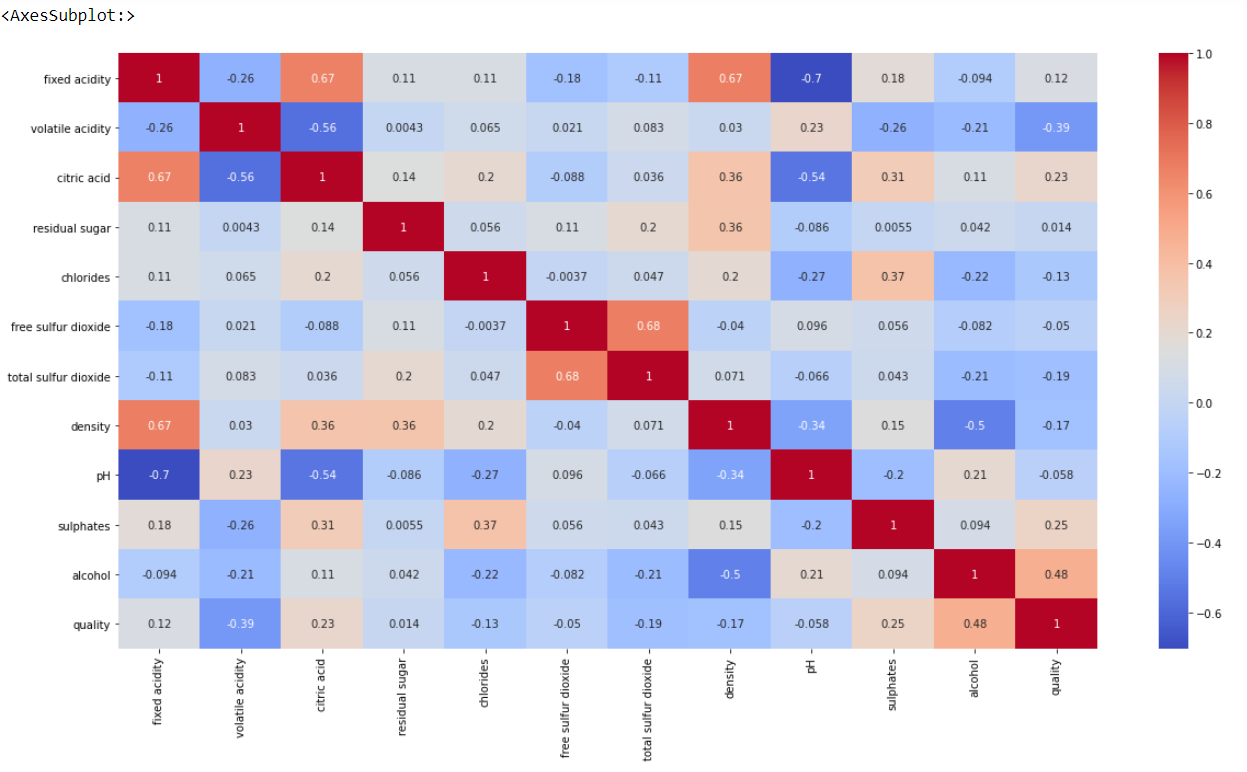 <AxesSubplot:>
fixed acidity 1 -0.26 0.67 0.11 0.11 -0.18 -0.11 0.67 -0.7 0.18 -0.094 0.12
volatile acidity -0.26 1 -0.56 0.0043 0.065 0.021 0.083 0.03 0.23 -0.26 -0.21 -0.39
citric acid 0.67 -0.56 1 0.14 0.2 -0.088 0.036 0.36 -0.54 0.31 0.11 0.23
residual sugar 0.11 0.0043 0.14 1 0.056 0.11 0.2 0.36 -0.086 0.0055 0.042 0.014
chlorides 0.11 0.065 0.2 0.056 1 -0.0037 0.047 0.2 -0.27 0.37 -0.22 -0.13
free sulfur dioxide -0.18 0.021 -0.088 0.11 -0.0037 1 0.68 -0.04 0.096 0.056 -0.082 -0.05
total sulfur dioxide -0.11 0.083 0.036 0.2 0.047 0.68 1 0.071 -0.066 0.043 -0.21 -0.19
density 0.67 0.03 0.36 0.36 0.2 -0.04 0.071 1 -0.34 0.15 -0.5 -0.17
pH -0.7 0.23 -0.54 -0.086 -0.27 0.096 -0.066 -0.34 1 -0.2 0.21 -0.058
sulphates 0.18 -0.26 0.31 0.0055 0.37 0.056 0.043 0.15 -0.2 1 0.094 0.25
alcohol -0.094 -0.21 0.11 0.042 -0.22 -0.082 -0.21 -0.5 0.21 0.094 1 0.48
quality 0.12 -0.39 0.23 0.014 -0.13 -0.05 -0.19 -0.17 -0.058 0.25 0.48 1
fixed acidity
volatile acidity
citric acid
residual sugar
chlorides
free sulfur dioxide
total sulfur dioxide
density
pH
sulphates
alcohol
quality
1.0
0.8
0.6
0.4
0.2
0.0
−0.2
−0.4
−0.6